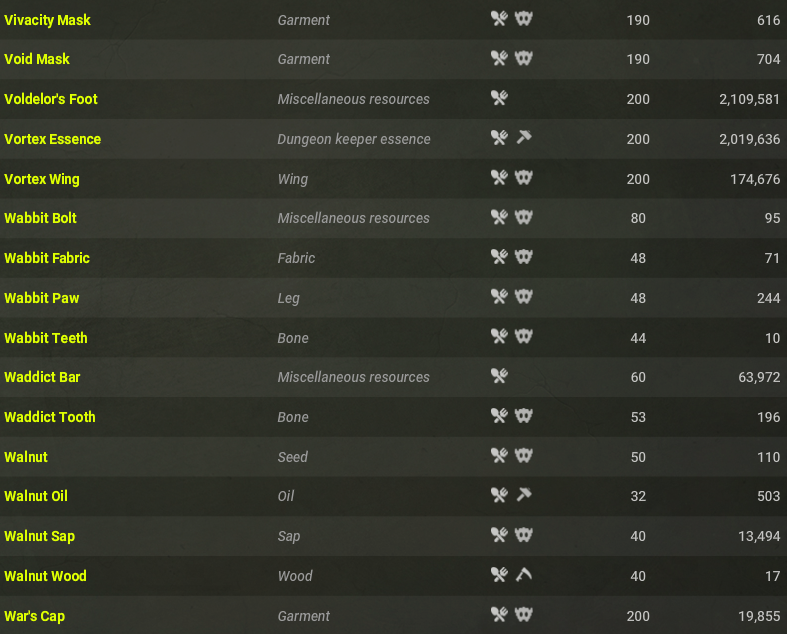 Vivacity Mask Garment 190 616
Void Mask Garment 190 704
Voldelor's Foot Miscellaneous resources 200 2,109,581
Vortex Essence Dungeon keeper essence 200 2,019,636
Vortex Wing Wing 200 174,676
Wabbit Bolt Miscellaneous resources 80 95
Wabbit Fabric Fabric 48 71
Wabbit Paw Leg 48 244
Wabbit Teeth Bone 44 10
Waddict Bar Miscellaneous resources 60 63,972
Waddict Tooth Bone 53 196
Walnut Seed 50 110
Walnut Oil Oil 32 503
Walnut Sap Sap 40 13,494
Walnut Wood Wood 40 17
War's Cap Garment 200 19,855